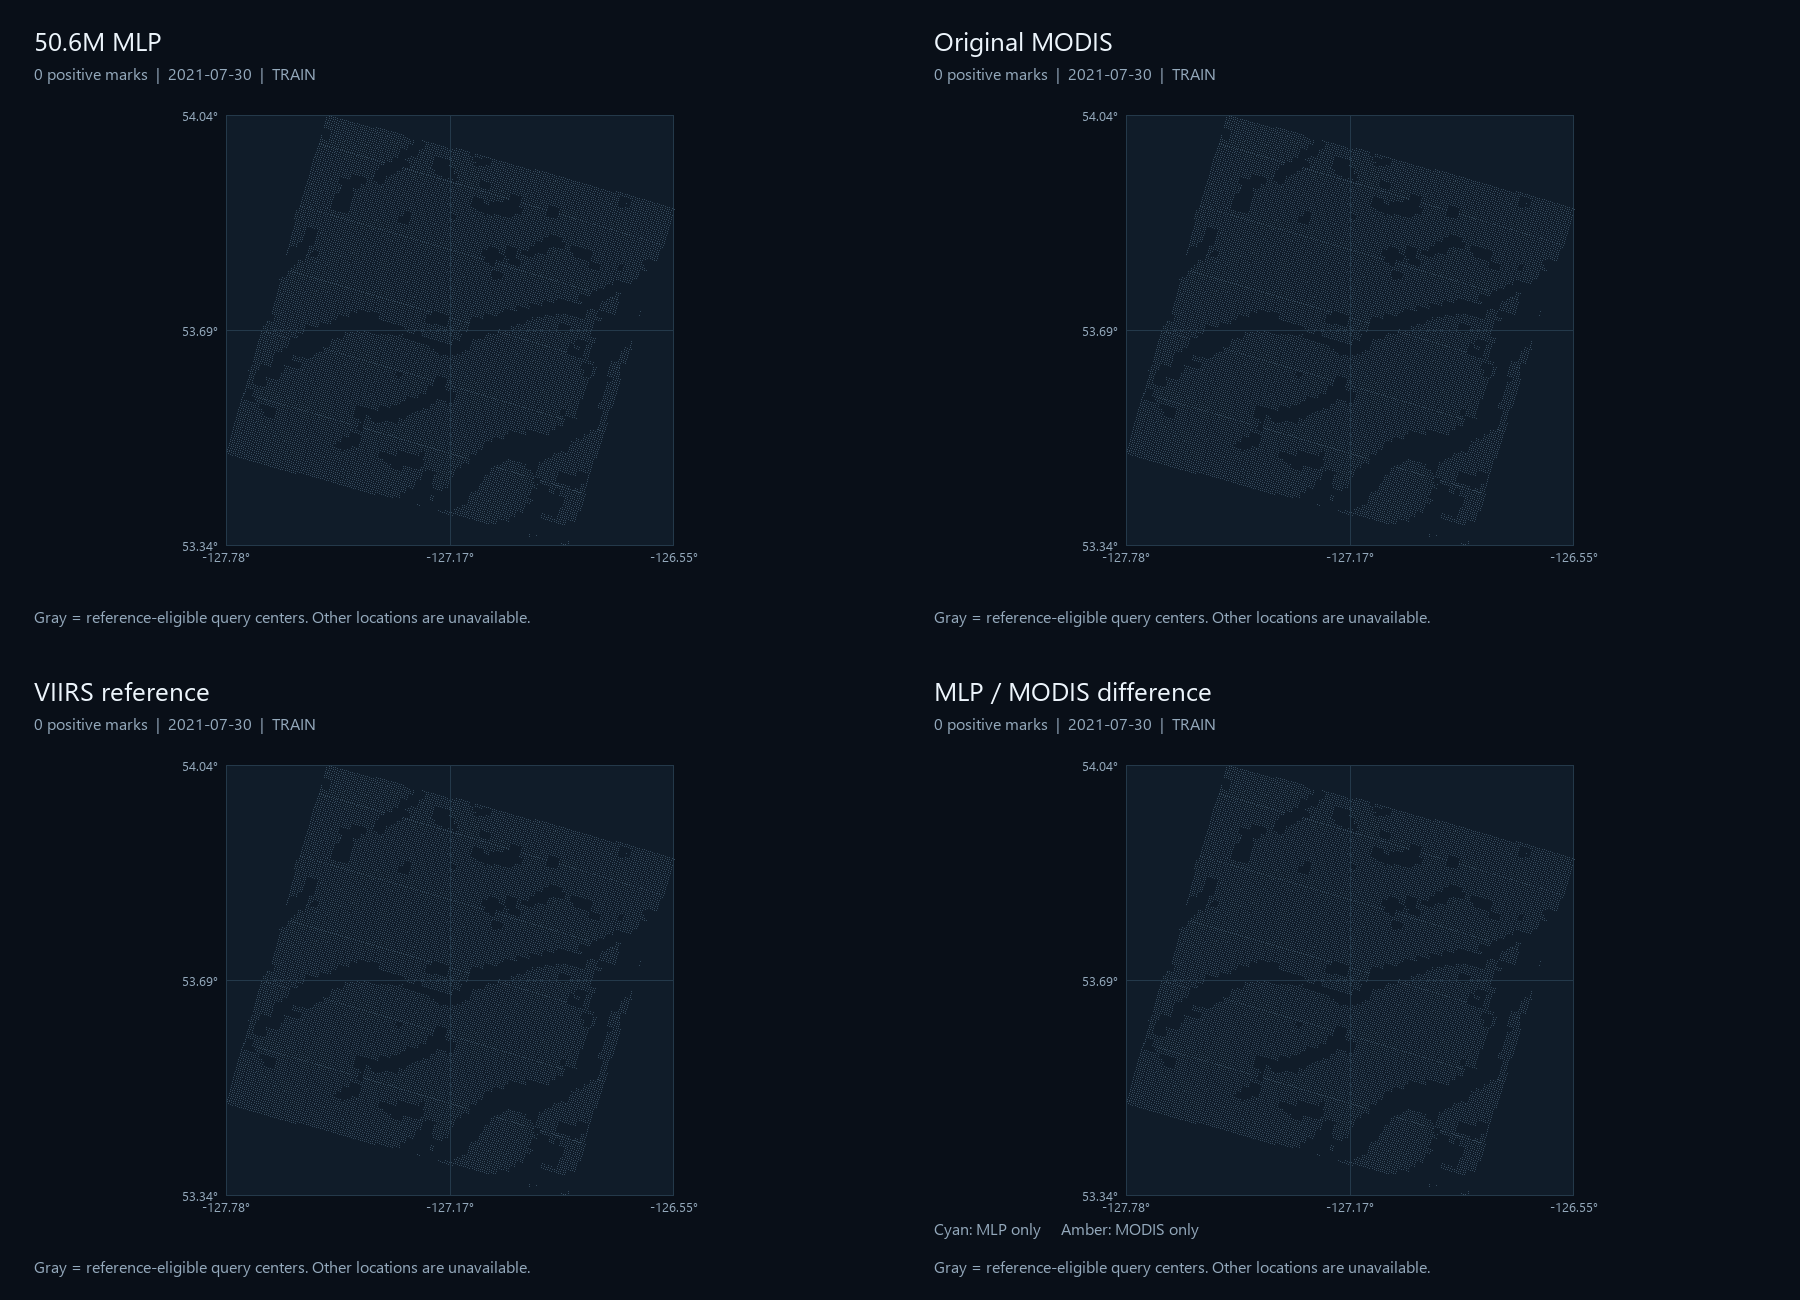 50.6M MLP
0 positive marks | 2021-07-30 | TRAIN
54.04°
53.69°
53.34°
-127.78°
-127.17°
-126.55°
Gray = reference-eligible query centers. Other locations are unavailable.
Original MODIS
0 positive marks | 2021-07-30 | TRAIN
54.04°
53.69°
53.34°
-127.78°
-127.17°
-126.55°
Gray = reference-eligible query centers. Other locations are unavailable.
VIIRS reference
0 positive marks | 2021-07-30 | TRAIN
54.04°
53.69°
53.34°
-127.78°
-127.17°
-126.55°
Gray = reference-eligible query centers. Other locations are unavailable.
MLP / MODIS difference
0 positive marks | 2021-07-30 | TRAIN
54.04°
53.69°
53.34°
-127.78°
-127.17°
-126.55°
Cyan: MLP only Amber: MODIS only
Gray = reference-eligible query centers. Other locations are unavailable.